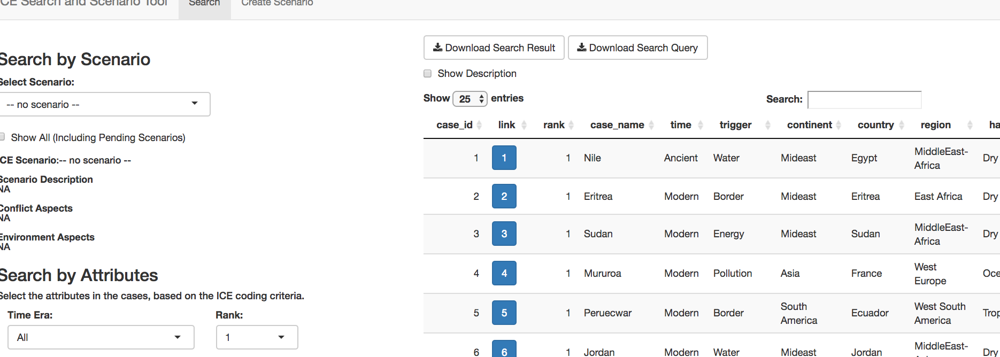 CE Search and Scenario Tool Search Create Scenario
Search by Scenario
Select Scenario:
-- no scenario --
Show All (Including Pending Scenarios)
CE Scenario:-- no scenario --
Scenario Description
NA
Conflict Aspects
NA
Environment Aspects
NA
Search by Attributes
Select the attributes in the cases, based on the ICE coding criteria.
Time Era: Rank:
All 1
Download Search Result Download Search Query
Show Description
Show 25 entries Search:
case_id link rank case_name time trigger continent country region ha
1 1 1 Nile Ancient Water Mideast Egypt MiddleEast-
Africa Dry
2 2 1 Eritrea Modern Border Mideast Eritrea East Africa Dry
3 3 1 Sudan Modern Energy Mideast Sudan MiddleEast-
Africa Dry
4 4 1 Mururoa Modern Pollution Asia France West
Europe Oce
5 5 1 Peruecwar Modern Border South
America Ecuador West South
America Trop
6 6 1 Jordan Modern Water Mideast Jordan MiddleEast-
Dry